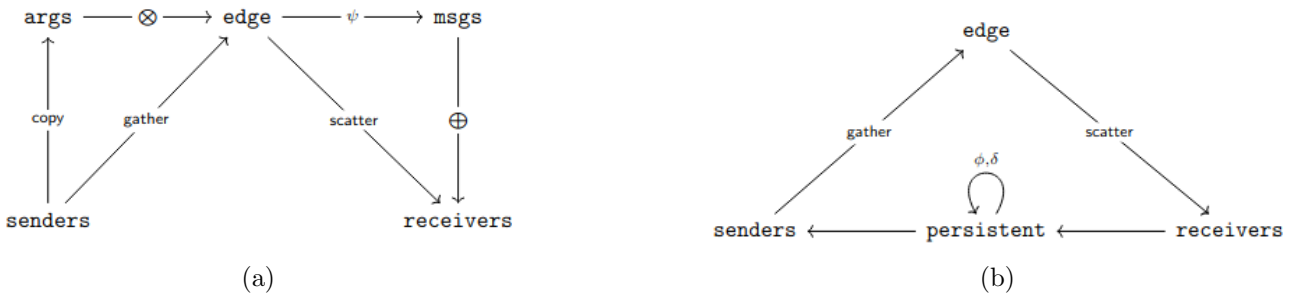 args ⊗ edge ψ msgs
copy gather scatter ⊕
senders receivers
(a)
edge
gather scatter
ϕ,δ
senders persistent receivers
(b)